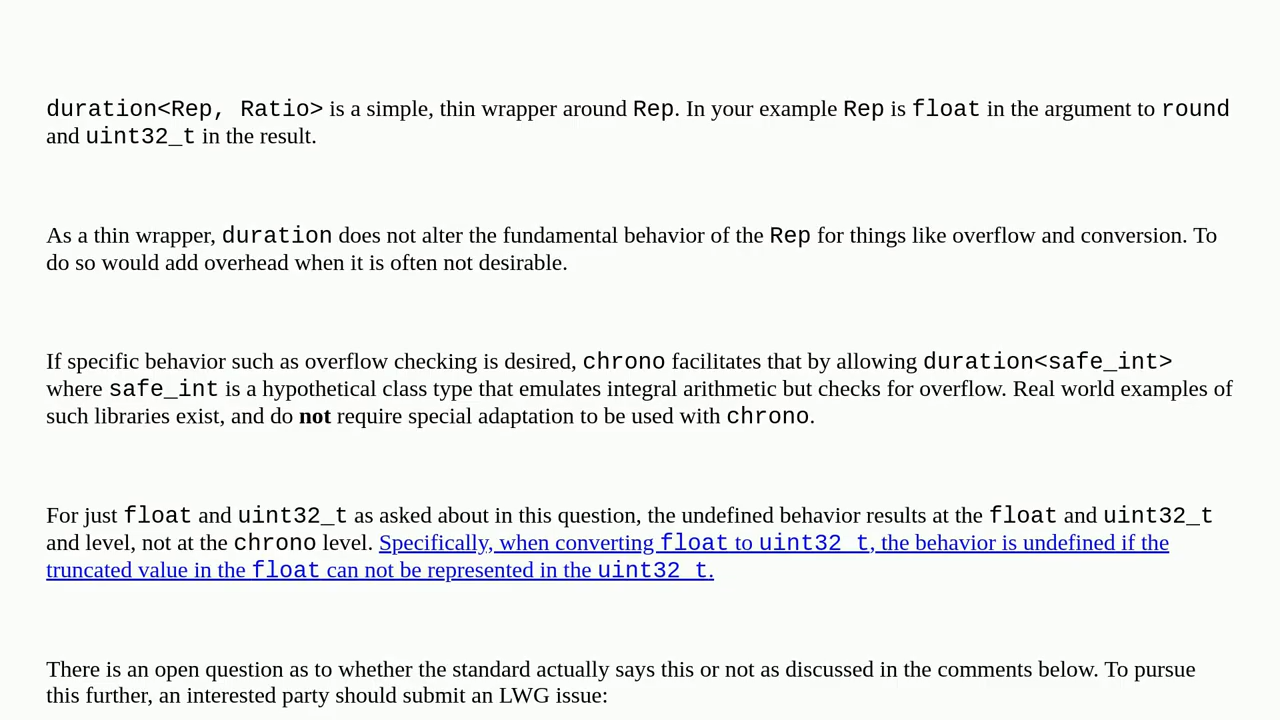 duration<Rep, Ratio> is a simple, thin wrapper around Rep. In your example Rep is float in the argument to round
and uint32_t in the result.
As a thin wrapper, duration does not alter the fundamental behavior of the Rep for things like overflow and conversion. To
do so would add overhead when it is often not desirable.
If specific behavior such as overflow checking is desired, chrono facilitates that by allowing duration<safe_int>
where safe_int is a hypothetical class type that emulates integral arithmetic but checks for overflow. Real world examples of
such libraries exist, and do not require special adaptation to be used with chrono.
For just float and uint32_t as asked about in this question, the undefined behavior results at the float and uint32_t
and level, not at the chrono level. Specifically, when converting float to uint32_t, the behavior is undefined if the
truncated value in the float can not be represented in the uint32_t.
There is an open question as to whether the standard actually says this or not as discussed in the comments below. To pursue
this further, an interested party should submit an LWG issue: